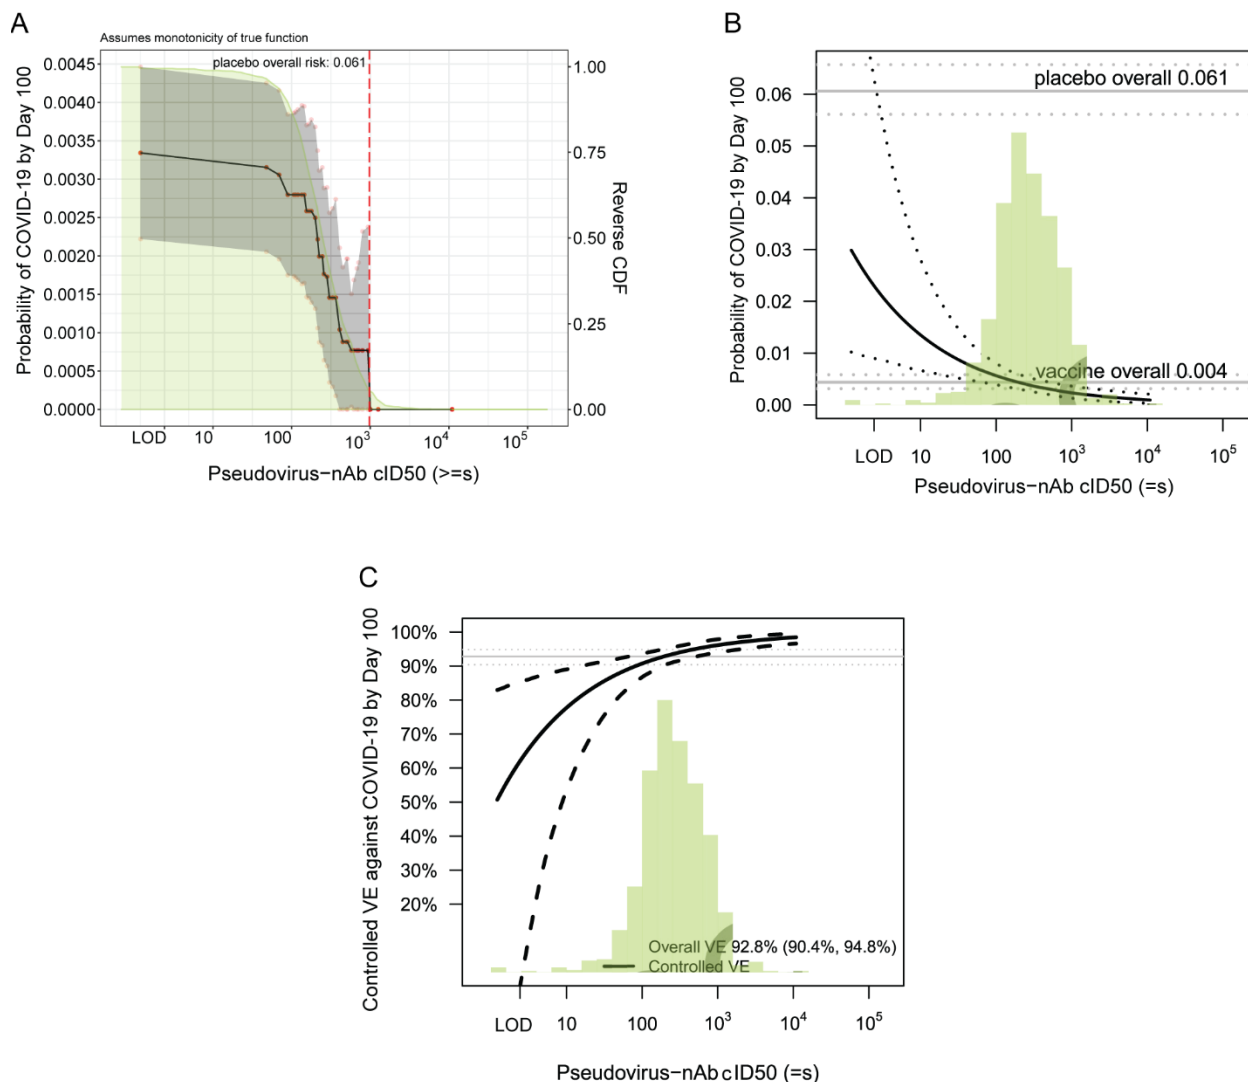 A
Assumes monotonicity of true function
placebo overall risk: 0.061
Probability of COVID-19 by Day 100
0.0045
0.0040
0.0035
0.0030
0.0025
0.0020
0.0015
0.0010
0.0005
0.0000
1.00
0.75
0.50
0.25
0.00
Reverse CDF
LOD 10 100 10³ 10⁴ 10⁵
Pseudovirus−nAb cID50 (>=s)
B
Probability of COVID-19 by Day 100
0.06
0.05
0.04
0.03
0.02
0.01
0.00
placebo overall 0.061
vaccine overall 0.004
LOD 10 100 10³ 10⁴ 10⁵
Pseudovirus−nAb cID50 (=s)
C
Controlled VE against COVID-19 by Day 100
100%
90%
80%
70%
60%
50%
40%
30%
20%
Overall VE 92.8% (90.4%, 94.8%)
Controlled VE
LOD 10 100 10³ 10⁴ 10⁵
Pseudovirus−nAb cID50 (=s)